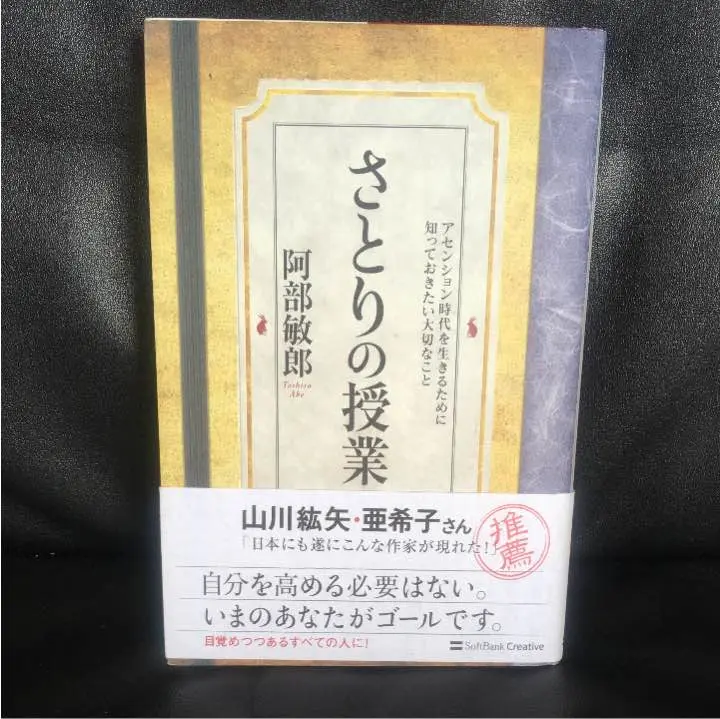 アセンション時代を生きるために
知っておきたい大切なこと
さとりの授業
阿部敏郎
Toshiro
Abe
山川紘矢・亜希子さん
「日本にも遂にこんな作家が現れた!」
推薦
自分を高める必要はない。
いまのあなたがゴールです。
目覚めつつあるすべての人に!
SoftBank Creative